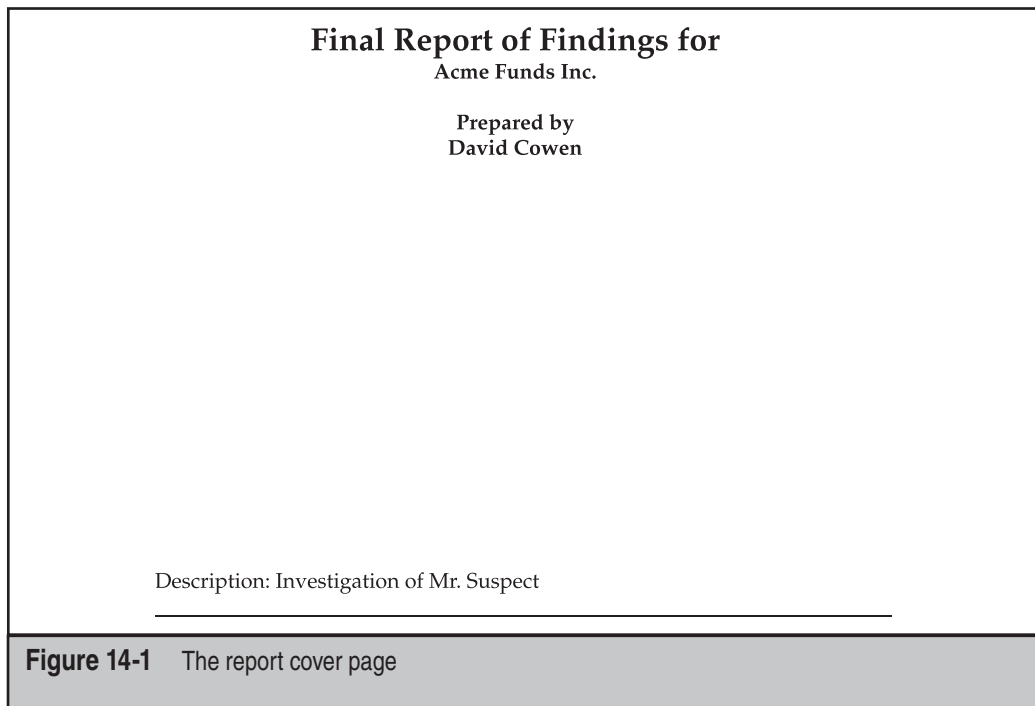 Final Report of Findings for
Acme Funds Inc.
Prepared by
David Cowen
Description: Investigation of Mr. Suspect
Figure 14-1 The report cover page